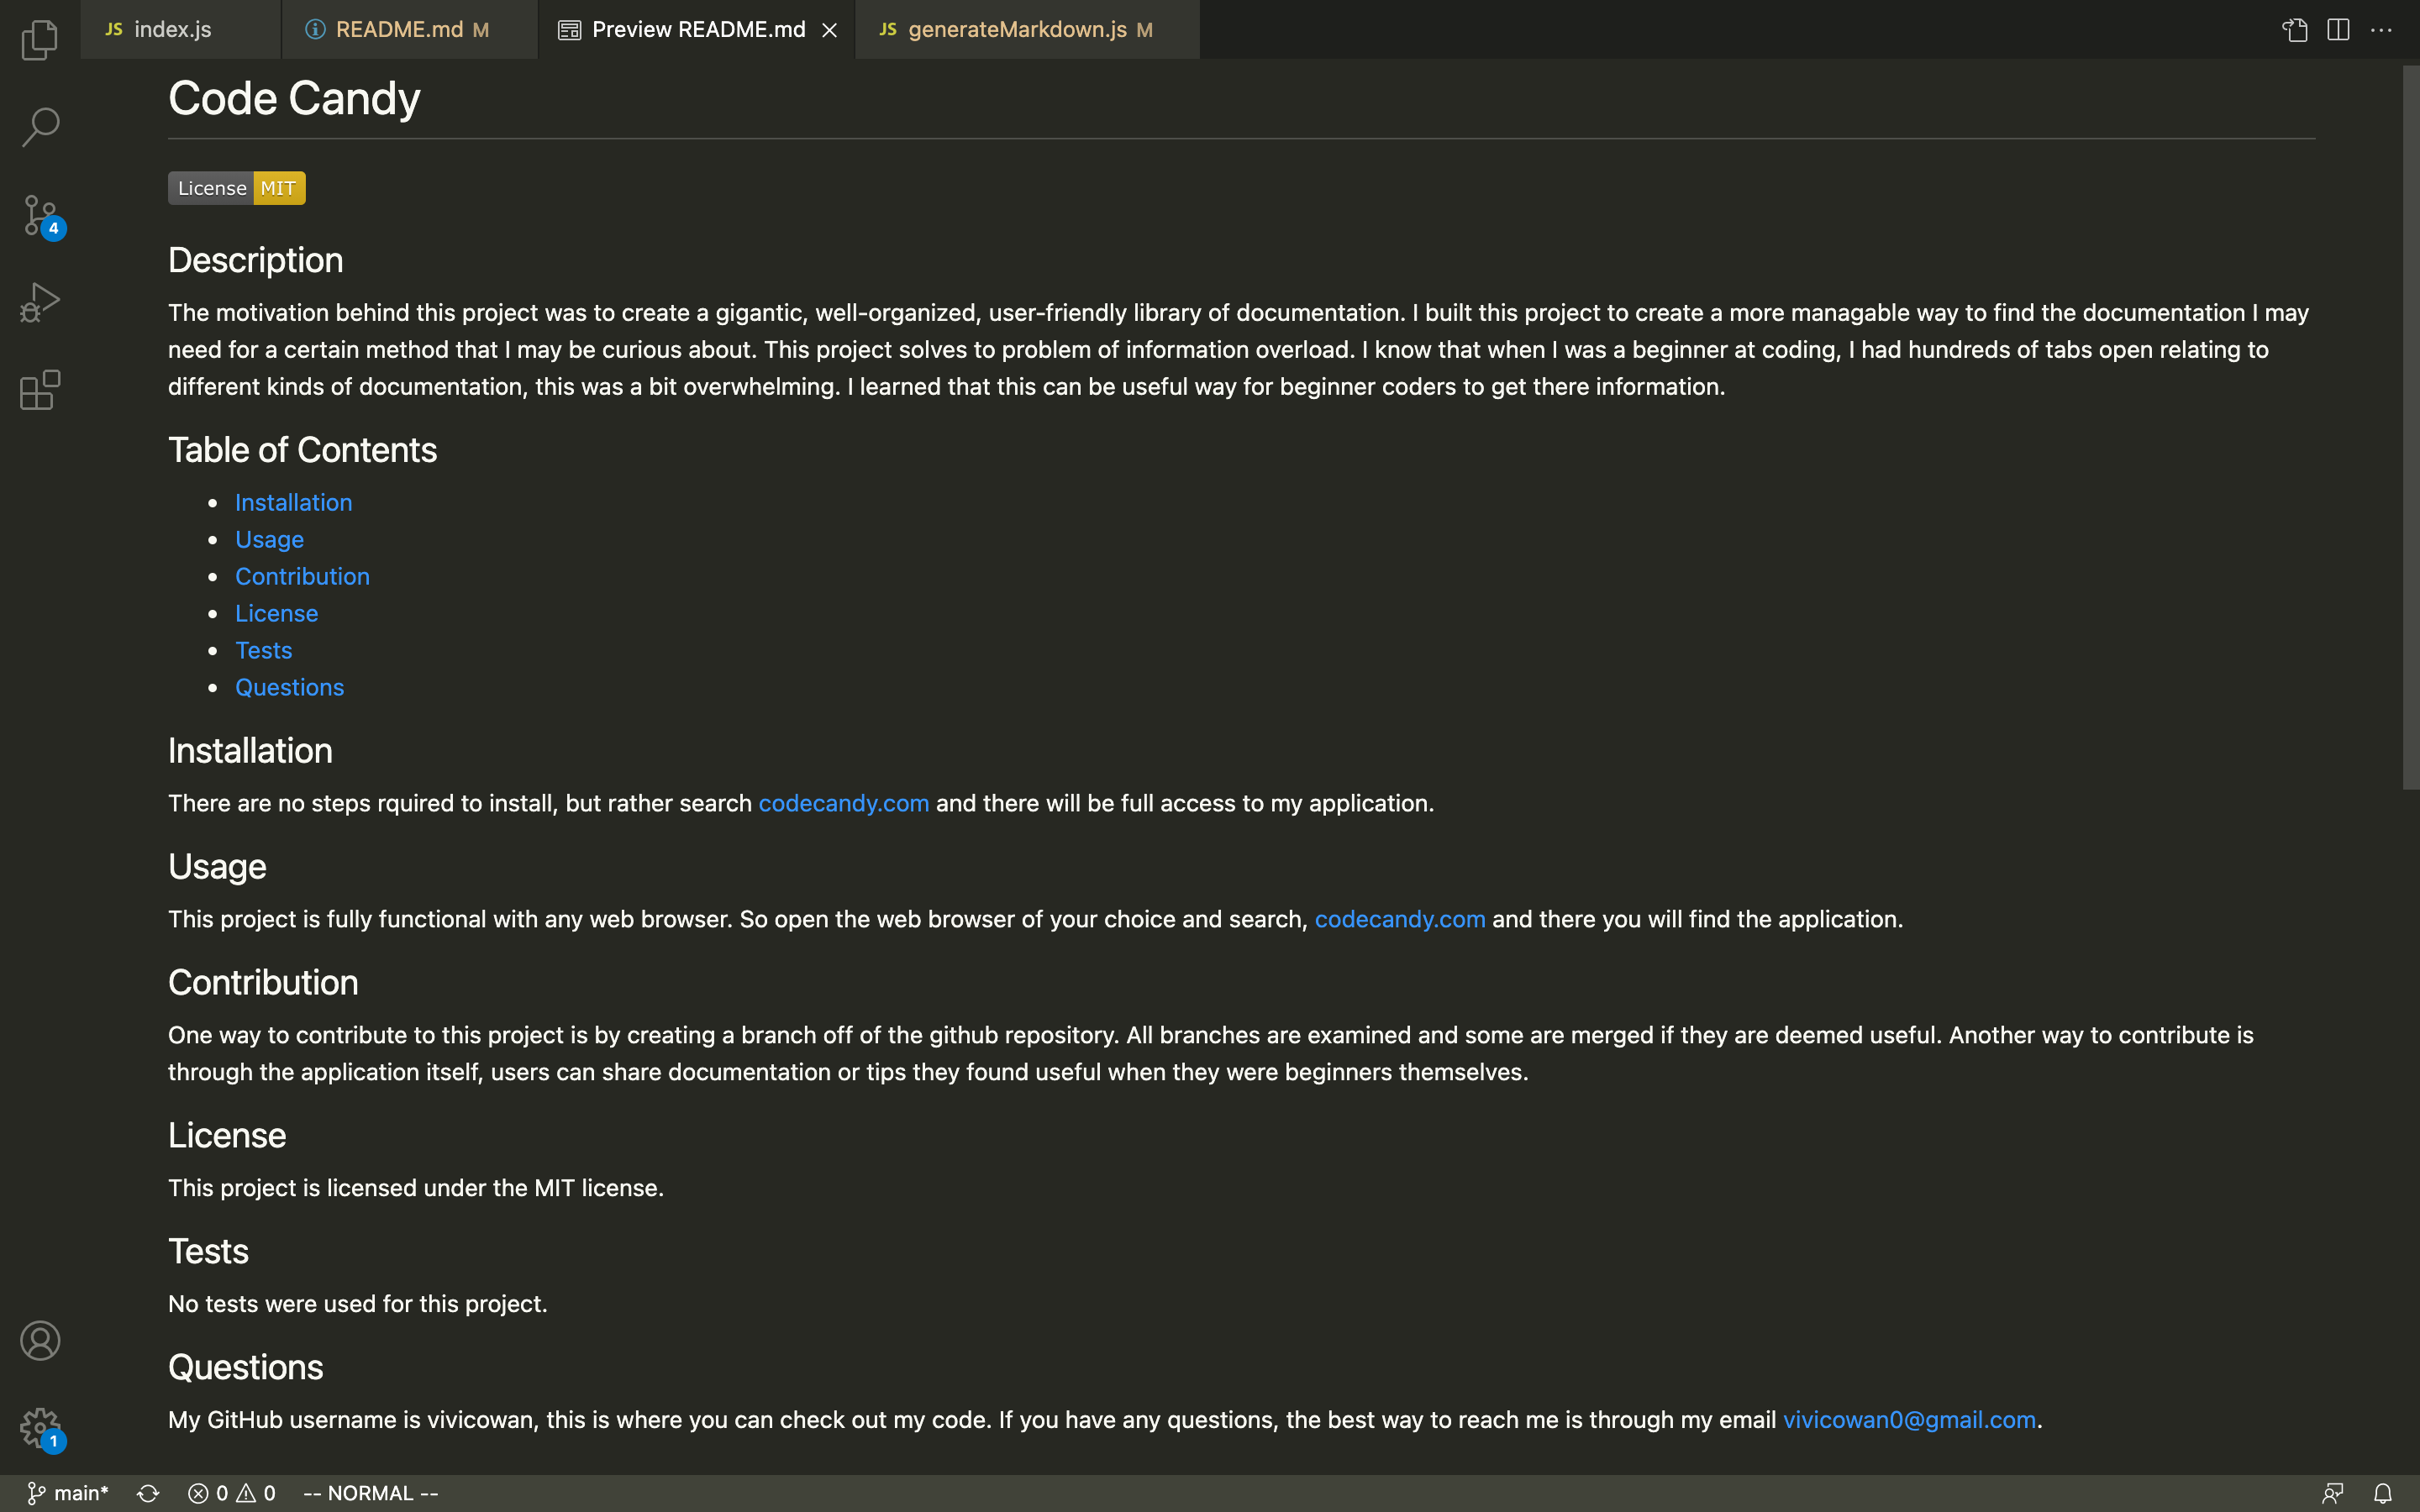 JS index.js
README.md M
Preview README.md
JS generateMarkdown.js M
Code Candy
License MIT
4
Description
The motivation behind this project was to create a gigantic, well-organized, user-friendly library of documentation. I built this project to create a more managable way to find the documentation I may
need for a certain method that I may be curious about. This project solves to problem of information overload. I know that when I was a beginner at coding, I had hundreds of tabs open relating to
different kinds of documentation, this was a bit overwhelming. I learned that this can be useful way for beginner coders to get there information.
Table of Contents
• Installation
• Usage
• Contribution
• License
• Tests
• Questions
Installation
There are no steps rquired to install, but rather search codecandy.com and there will be full access to my application.
Usage
This project is fully functional with any web browser. So open the web browser of your choice and search, codecandy.com and there you will find the application.
Contribution
One way to contribute to this project is by creating a branch off of the github repository. All branches are examined and some are merged if they are deemed useful. Another way to contribute is
through the application itself, users can share documentation or tips they found useful when they were beginners themselves.
License
This project is licensed under the MIT license.
Tests
No tests were used for this project.
Questions
My GitHub username is vivicowan, this is where you can check out my code. If you have any questions, the best way to reach me is through my email vivicowan0@gmail.com.
1
main* 0 0 -- NORMAL --